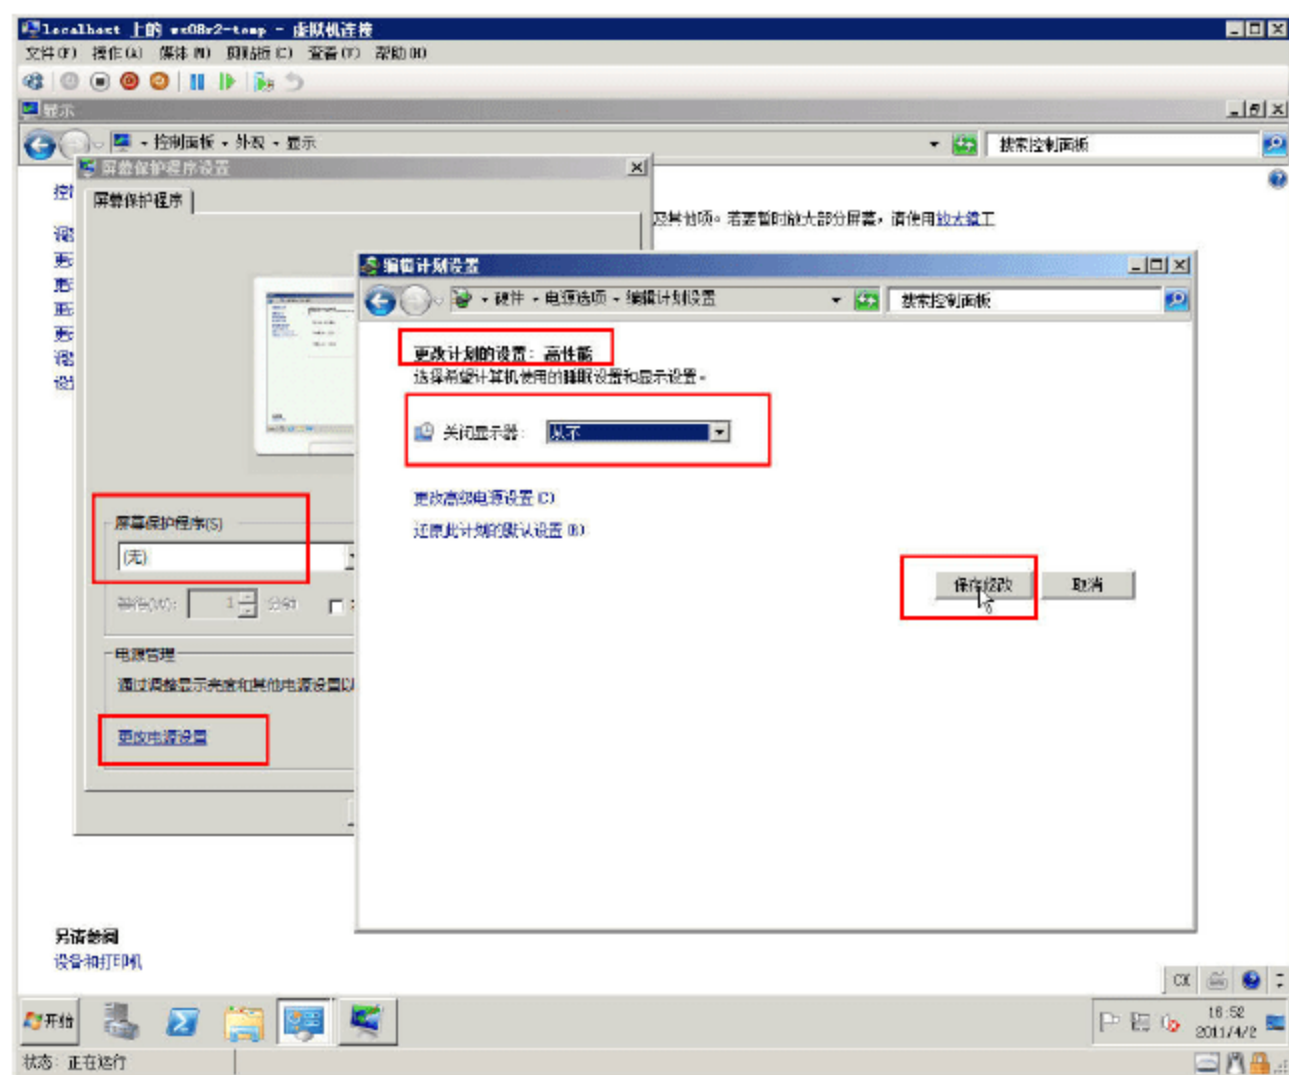 localhost 上的 ws08r2-temp - 虚拟机连接
文件(F) 操作(A) 媒体(M) 剪贴板(C) 查看(V) 帮助(H)
显示
控制面板 - 外观 - 显示
搜索控制面板
屏幕保护程序设置
屏幕保护程序
及其他项。若要暂时放大部分屏幕，请使用放大镜工
编辑计划设置
硬件 - 电源选项 - 编辑计划设置
搜索控制面板
更改计划的设置: 高性能
选择希望计算机使用的睡眠设置和显示设置。
关闭显示器: 从不
更改高级电源设置(C)
还原此计划的默认设置(R)
保存修改 取消
屏幕保护程序(S)
(无)
等待(W): 1 分钟
电源管理
通过调整显示亮度和其他电源设置以
更改电源设置
另请参阅
设备和打印机
CH
开始
16:52
2011/4/2
状态: 正在运行